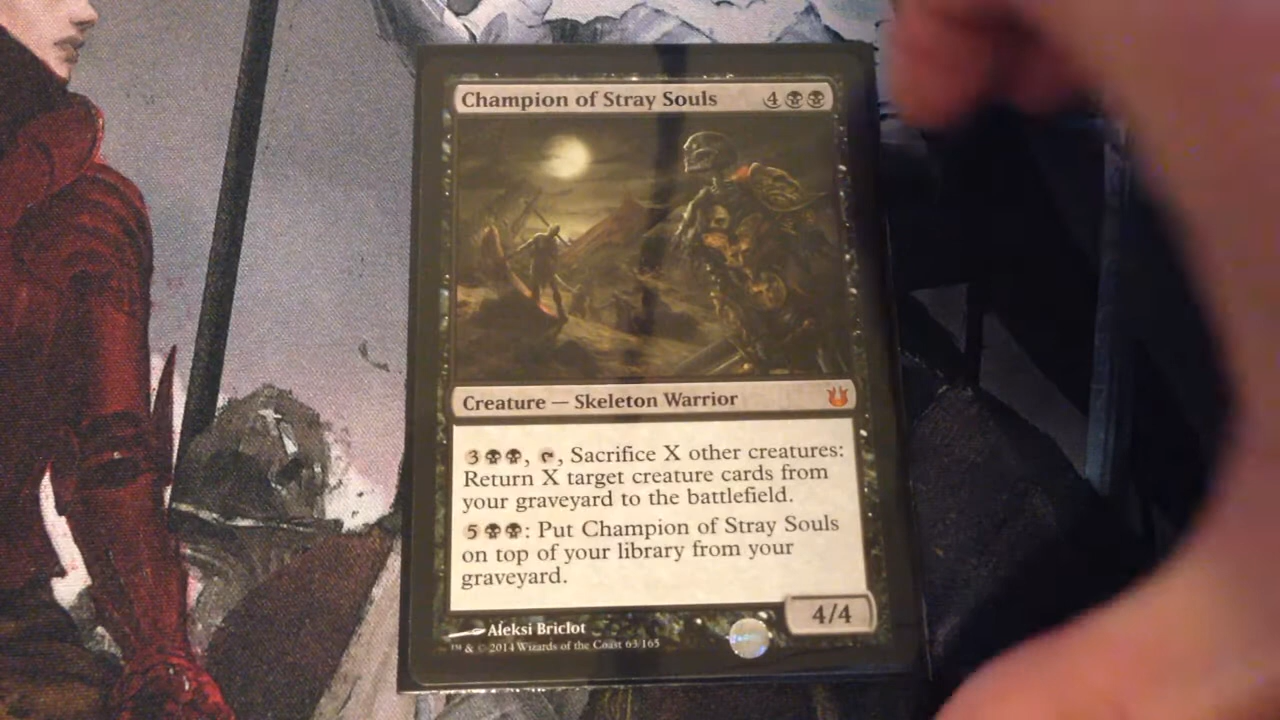 Champion of Stray Souls 4
Creature — Skeleton Warrior
3, , Sacrifice X other creatures:
Return X target creature cards from
your graveyard to the battlefield.
5: Put Champion of Stray Souls
on top of your library from your
graveyard.
4/4
Aleksi Briclot
™ & © 2014 Wizards of the Coast 63/165